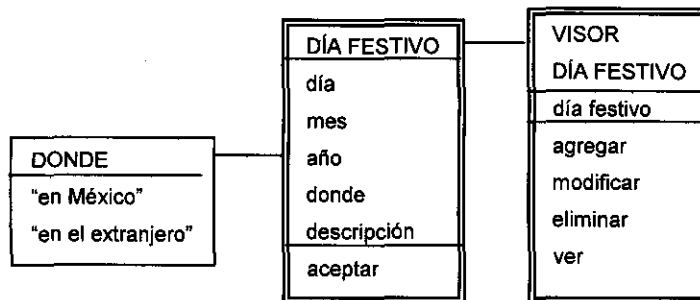 DONDE
"en México"
"en el extranjero"
DÍA FESTIVO
día
mes
año
donde
descripción
aceptar
VISOR
DÍA FESTIVO
día festivo
agregar
modificar
eliminar
ver